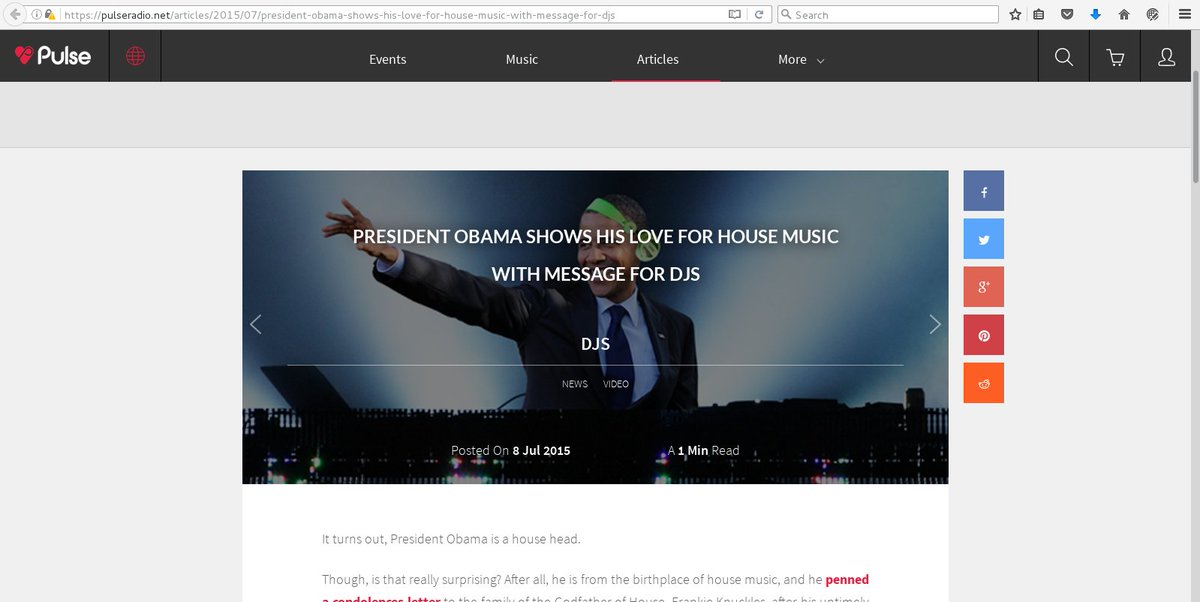 https://pulseradio.net/articles/2015/07/president-obama-shows-his-love-for-house-music-with-message-for-djs
Search
Pulse
Events
Music
Articles
More
PRESIDENT OBAMA SHOWS HIS LOVE FOR HOUSE MUSIC
WITH MESSAGE FOR DJS
DJS
NEWS VIDEO
Posted On 8 Jul 2015
A 1 Min Read
It turns out, President Obama is a house head.
Though, is that really surprising? After all, he is from the birthplace of house music, and he penned
a condolences letter to the family of the Godfather of House, Frankie Knuckles, after his untimely